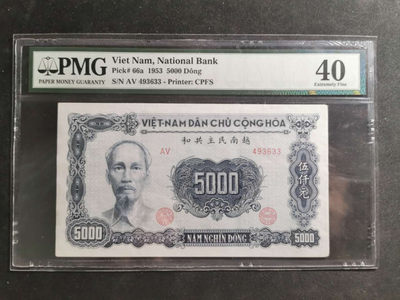 PMG
PAPER MONEY GUARANTY
Viet Nam, National Bank
Pick# 66a 1953 5000 Dông
S/N AV 493633 - Printer: CPFS
40
Extremely Fine
VIỆT-NAM DÂN CHỦ CỘNG HÒA
越南民主共和
AV 493633
5000
伍仟元
5000
NĂM NGHÌN ĐỒNG
5000